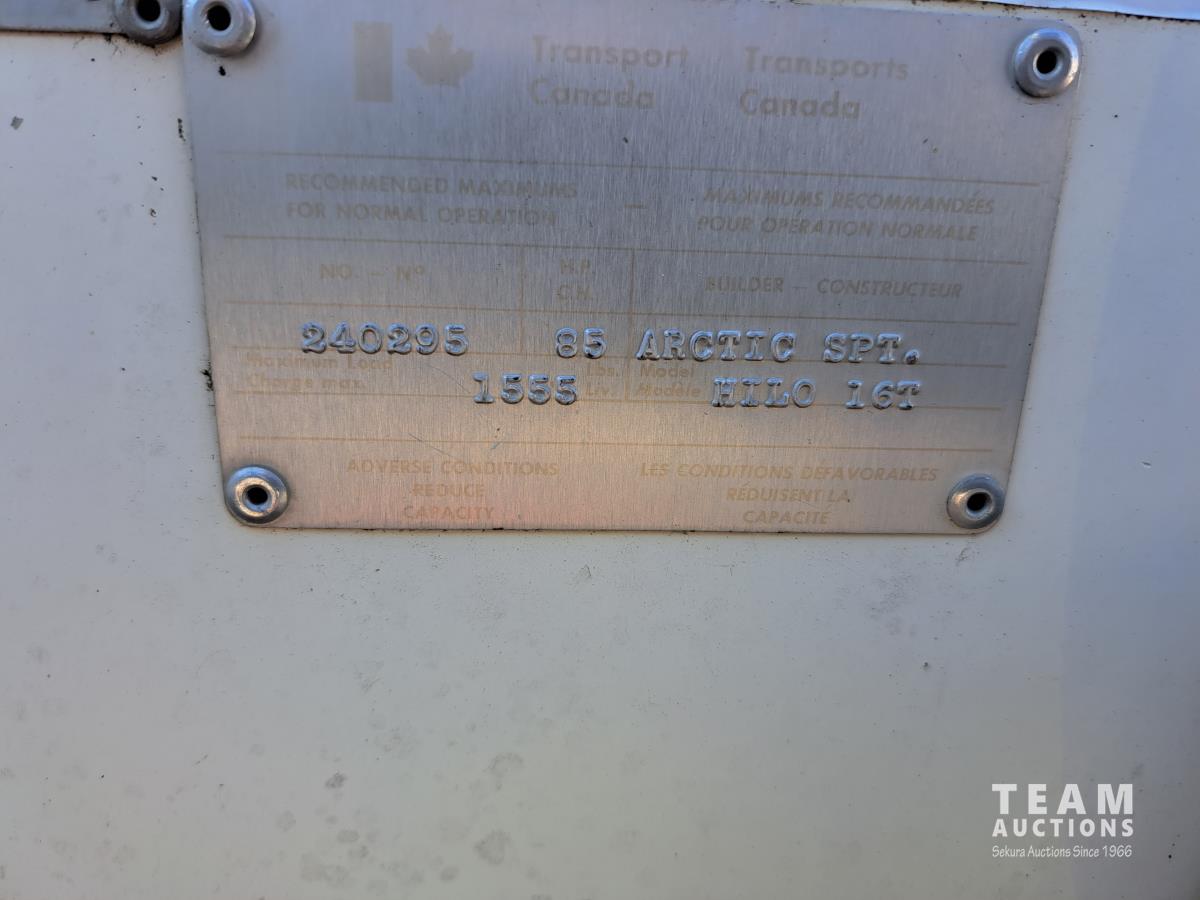 Transport Canada
Transports Canada
RECOMMENDED MAXIMUMS
FOR NORMAL OPERATION
–
MAXIMUMS RECOMMANDÉES
POUR OPÉRATION NORMALE
NO. – Nº
H.P.
C.H.
BUILDER – CONSTRUCTEUR
240295 85 ARCTIC SPT.
Maximum Load
Charge max.
1555
Lbs.
Liv.
Model
Modèle
HILO 16T
ADVERSE CONDITIONS
REDUCE
CAPACITY
LES CONDITIONS DÉFAVORABLES
RÉDUISENT LA
CAPACITÉ
TEAM
AUCTIONS
Sekura Auctions Since 1966